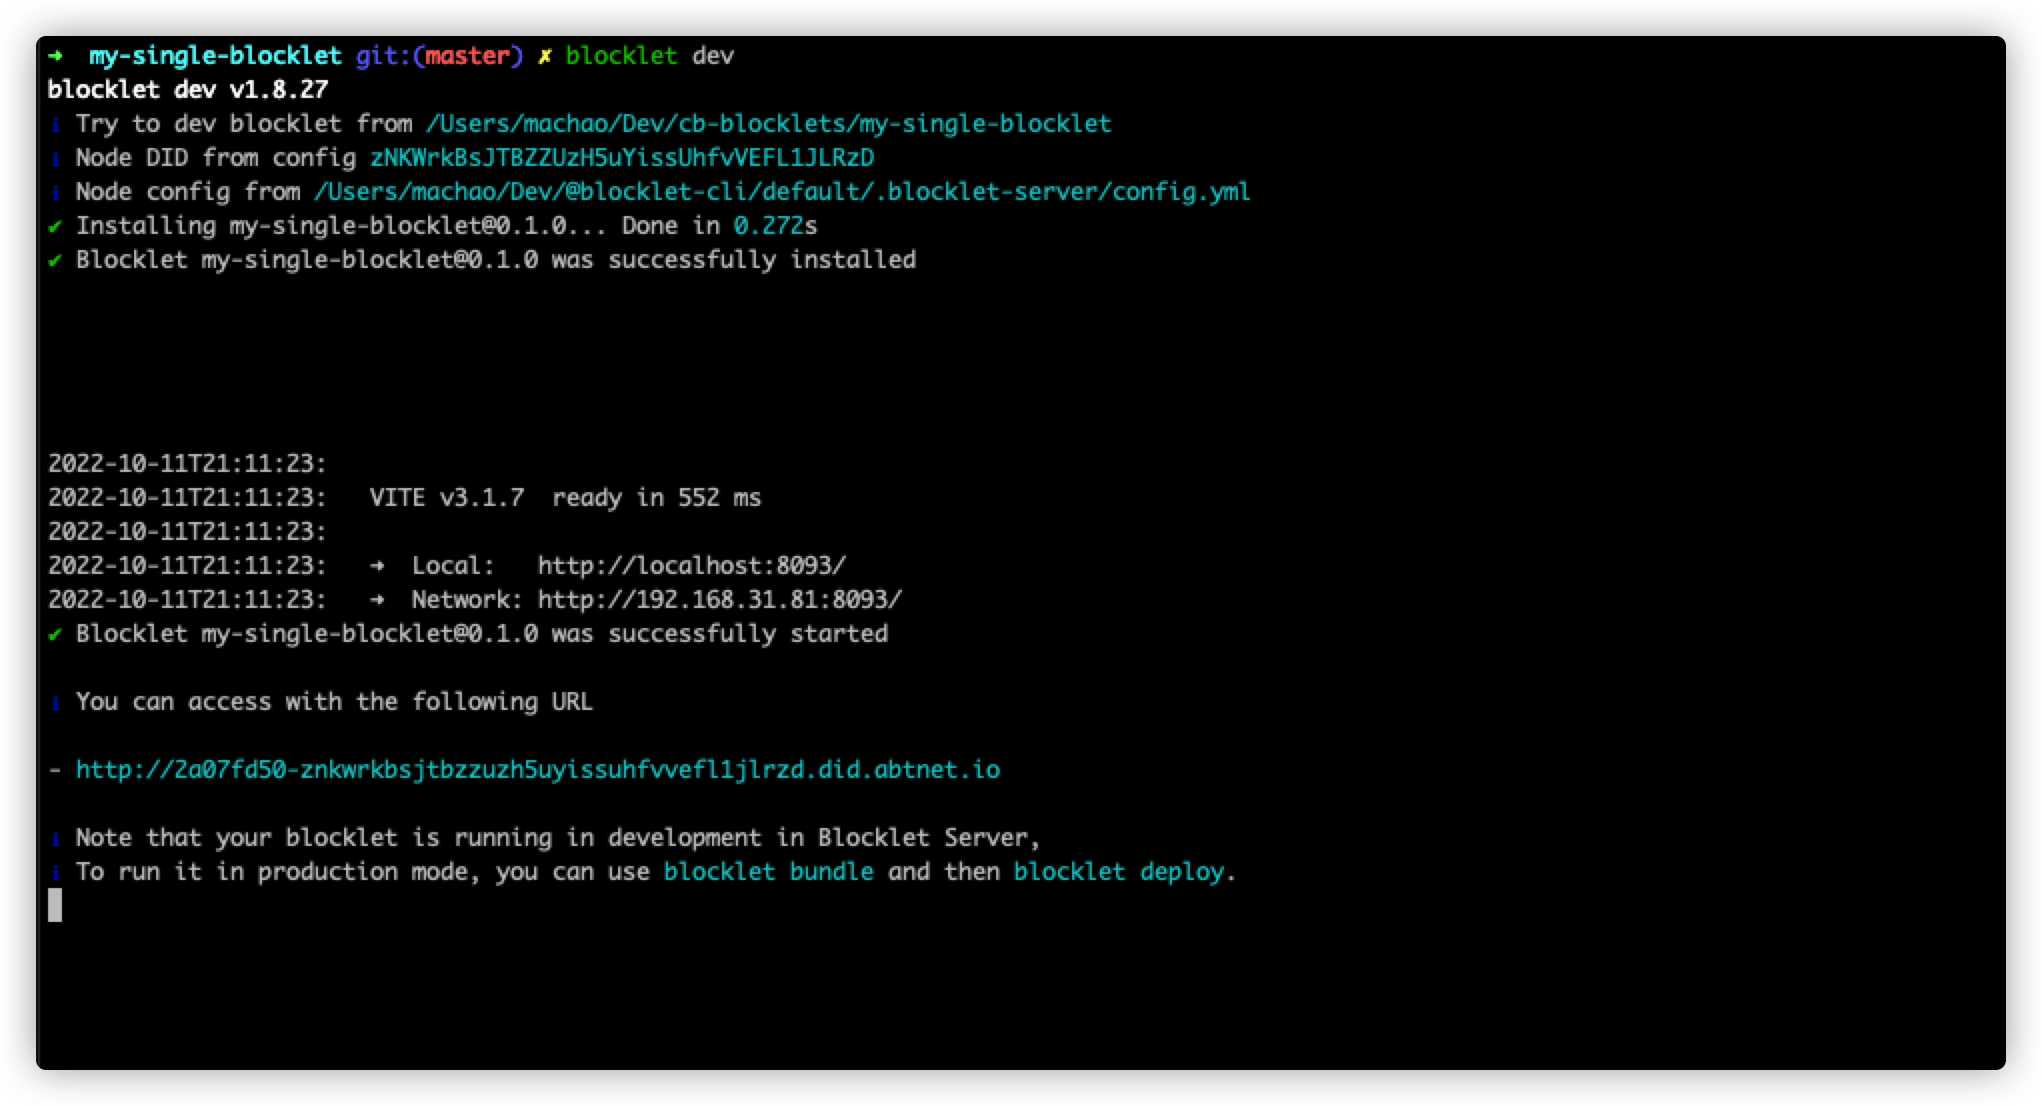 ➜  my-single-blocklet git:(master) ✗ blocklet dev
blocklet dev v1.8.27
ℹ Try to dev blocklet from /Users/machao/Dev/cb-blocklets/my-single-blocklet
ℹ Node DID from config zNKWrkBsJTBZZUzH5uYissUhfvVEFL1JLRzD
ℹ Node config from /Users/machao/Dev/@blocklet-cli/default/.blocklet-server/config.yml
✔ Installing my-single-blocklet@0.1.0... Done in 0.272s
✔ Blocklet my-single-blocklet@0.1.0 was successfully installed
2022-10-11T21:11:23:
2022-10-11T21:11:23:   VITE v3.1.7  ready in 552 ms
2022-10-11T21:11:23:
2022-10-11T21:11:23:   ➜  Local:   http://localhost:8093/
2022-10-11T21:11:23:   ➜  Network: http://192.168.31.81:8093/
✔ Blocklet my-single-blocklet@0.1.0 was successfully started
ℹ You can access with the following URL
- http://2a07fd50-znkwrkbsjtbzzuzh5uyissuhfvvefl1jlrzd.did.abtnet.io
ℹ Note that your blocklet is running in development in Blocklet Server,
ℹ To run it in production mode, you can use blocklet bundle and then blocklet deploy.